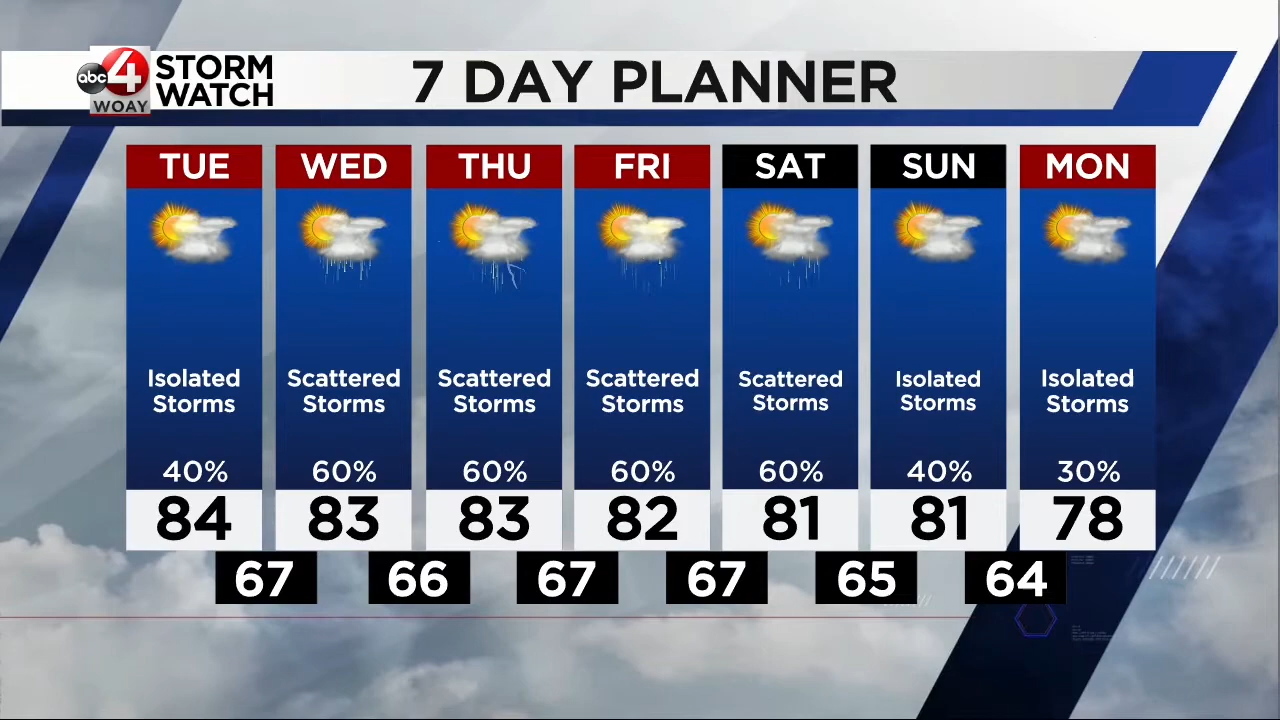 abc 4
WOAY
STORM
WATCH
7 DAY PLANNER
TUE
WED
THU
FRI
SAT
SUN
MON
Isolated
Storms
Scattered
Storms
Scattered
Storms
Scattered
Storms
Scattered
Storms
Isolated
Storms
Isolated
Storms
40%
60%
60%
60%
60%
40%
30%
84
83
83
82
81
81
78
67
66
67
67
65
64